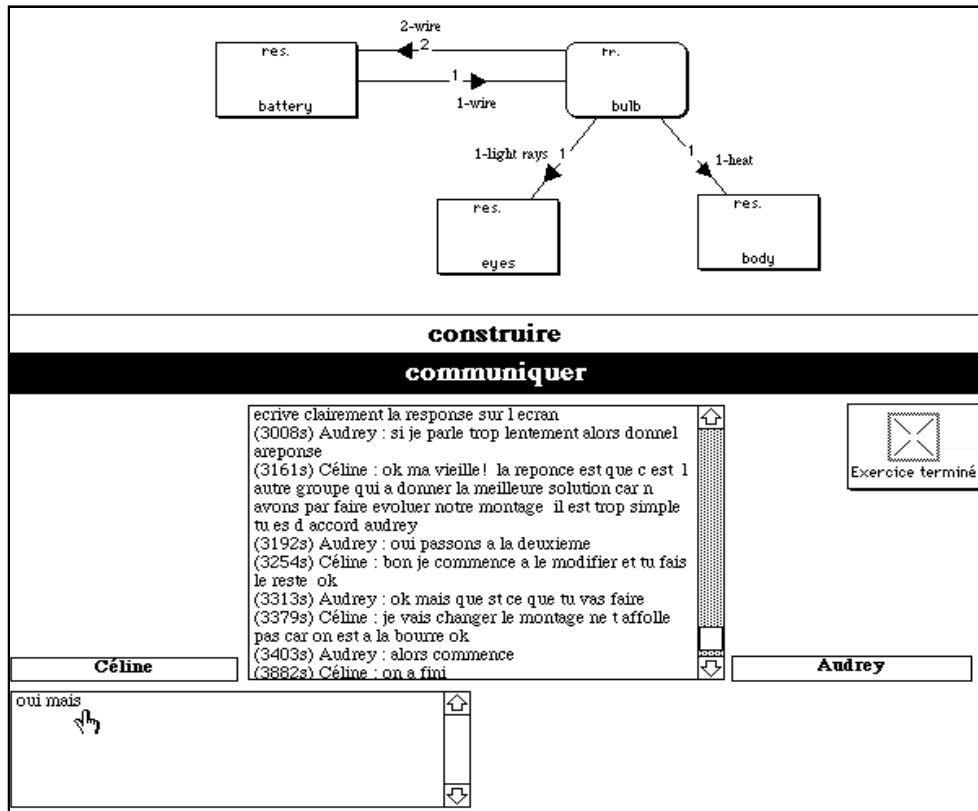 2-wire
res.
2
rr.
1
battery
1-wire
bulb
1-light rays
1
1
1-heat
res.
res.
eyes
body
construire
communiquer
ecrive clairement la response sur l ecran
(3008s) Audrey : si je parle trop lentement alors donnel
areponse
(3161s) Céline : ok ma vieille! la reponce est que c est l
autre groupe qui a donner la meilleure solution car n
avons par faire evoluer notre montage il est trop simple
tu es d accord audrey
(3192s) Audrey : oui passons a la deuxieme
(3254s) Céline : bon je commence a le modifier et tu fais
le reste ok
(3313s) Audrey : ok mais que st ce que tu vas faire
(3379s) Céline : je vais changer le montage ne t affolle
pas car on est a la bourre ok
(3403s) Audrey : alors commence
(3882s) Céline : on a fini
Exercice terminé
Céline
Audrey
oui mais